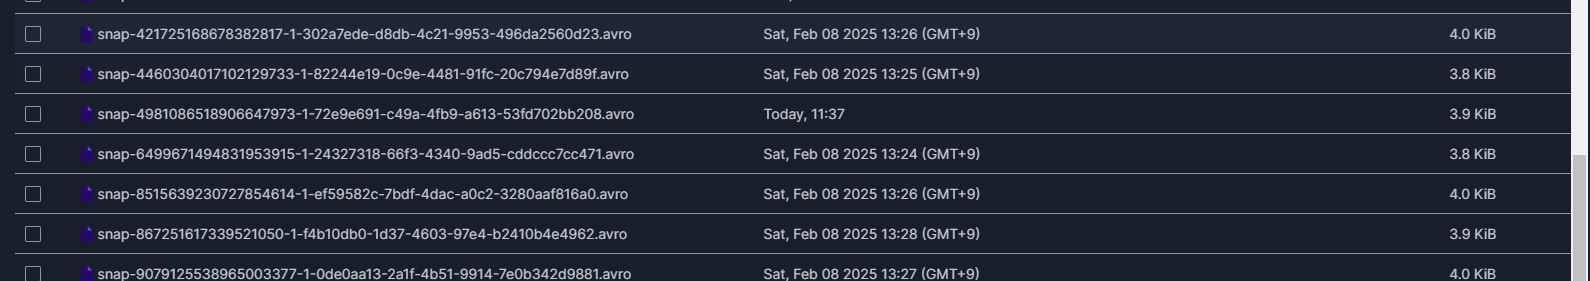 snap-421725168678382817-1-302a7ede-d8db-4c21-9953-496da2560d23.avro Sat, Feb 08 2025 13:26 (GMT+9) 4.0 KiB
snap-4460304017102129733-1-82244e19-0c9e-4481-91fc-20c794e7d89f.avro Sat, Feb 08 2025 13:25 (GMT+9) 3.8 KiB
snap-4981086518906647973-1-72e9e691-c49a-4fb9-a613-53fd702bb208.avro Today, 11:37 3.9 KiB
snap-6499671494831953915-1-24327318-66f3-4340-9ad5-cddccc7cc471.avro Sat, Feb 08 2025 13:24 (GMT+9) 3.8 KiB
snap-8515639230727854614-1-ef59582c-7bdf-4dac-a0c2-3280aaf816a0.avro Sat, Feb 08 2025 13:26 (GMT+9) 4.0 KiB
snap-867251617339521050-1-f4b10db0-1d37-4603-97e4-b2410b4e4962.avro Sat, Feb 08 2025 13:28 (GMT+9) 3.9 KiB
snap-9079125538965003377-1-0de0aa13-2a1f-4b51-9914-7e0b342d9881.avro Sat, Feb 08 2025 13:27 (GMT+9) 4.0 KiB